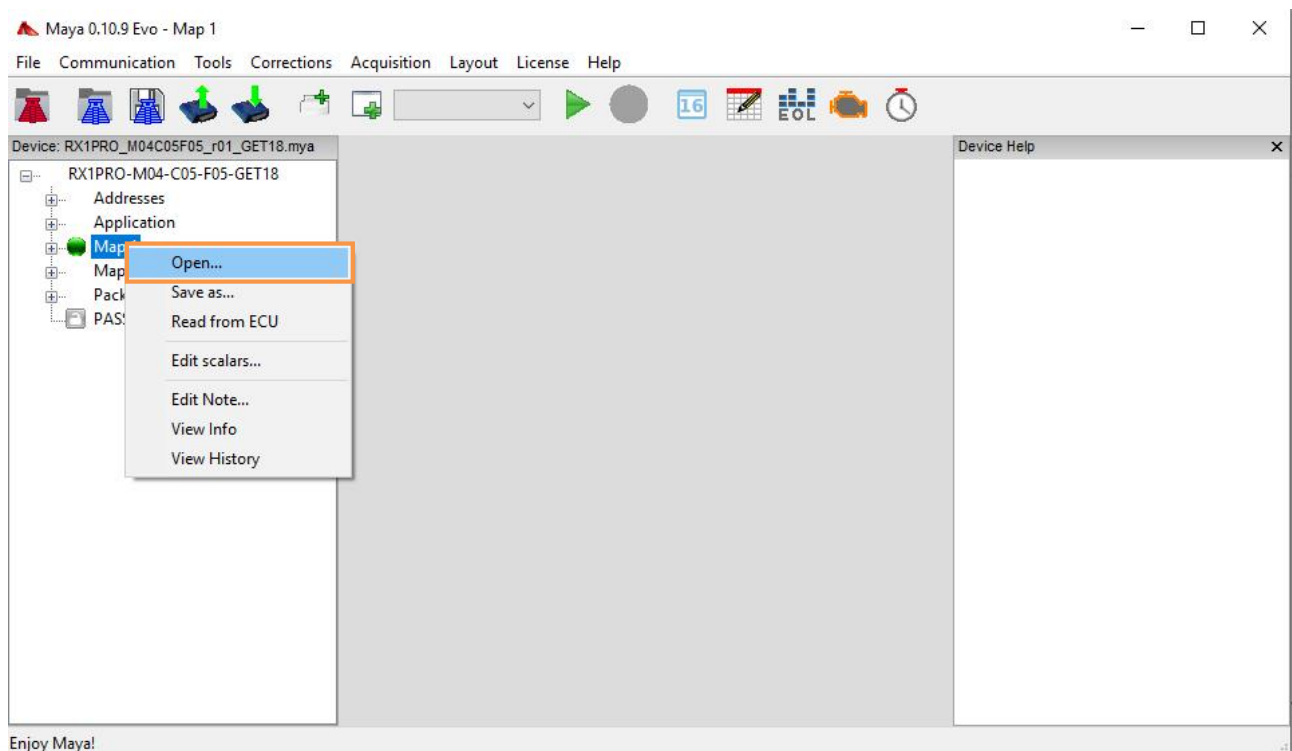 Maya 0.10.9 Evo - Map 1
File Communication Tools Corrections Acquisition Layout License Help
16 EOL
Device: RX1PRO_M04C05F05_r01_GET18.mya
Device Help
RX1PRO-M04-C05-F05-GET18
Addresses
Application
Map
Open...
Map
Save as...
Pack
Read from ECU
PAS
Edit scalars...
Edit Note...
View Info
View History
Enjoy Maya!